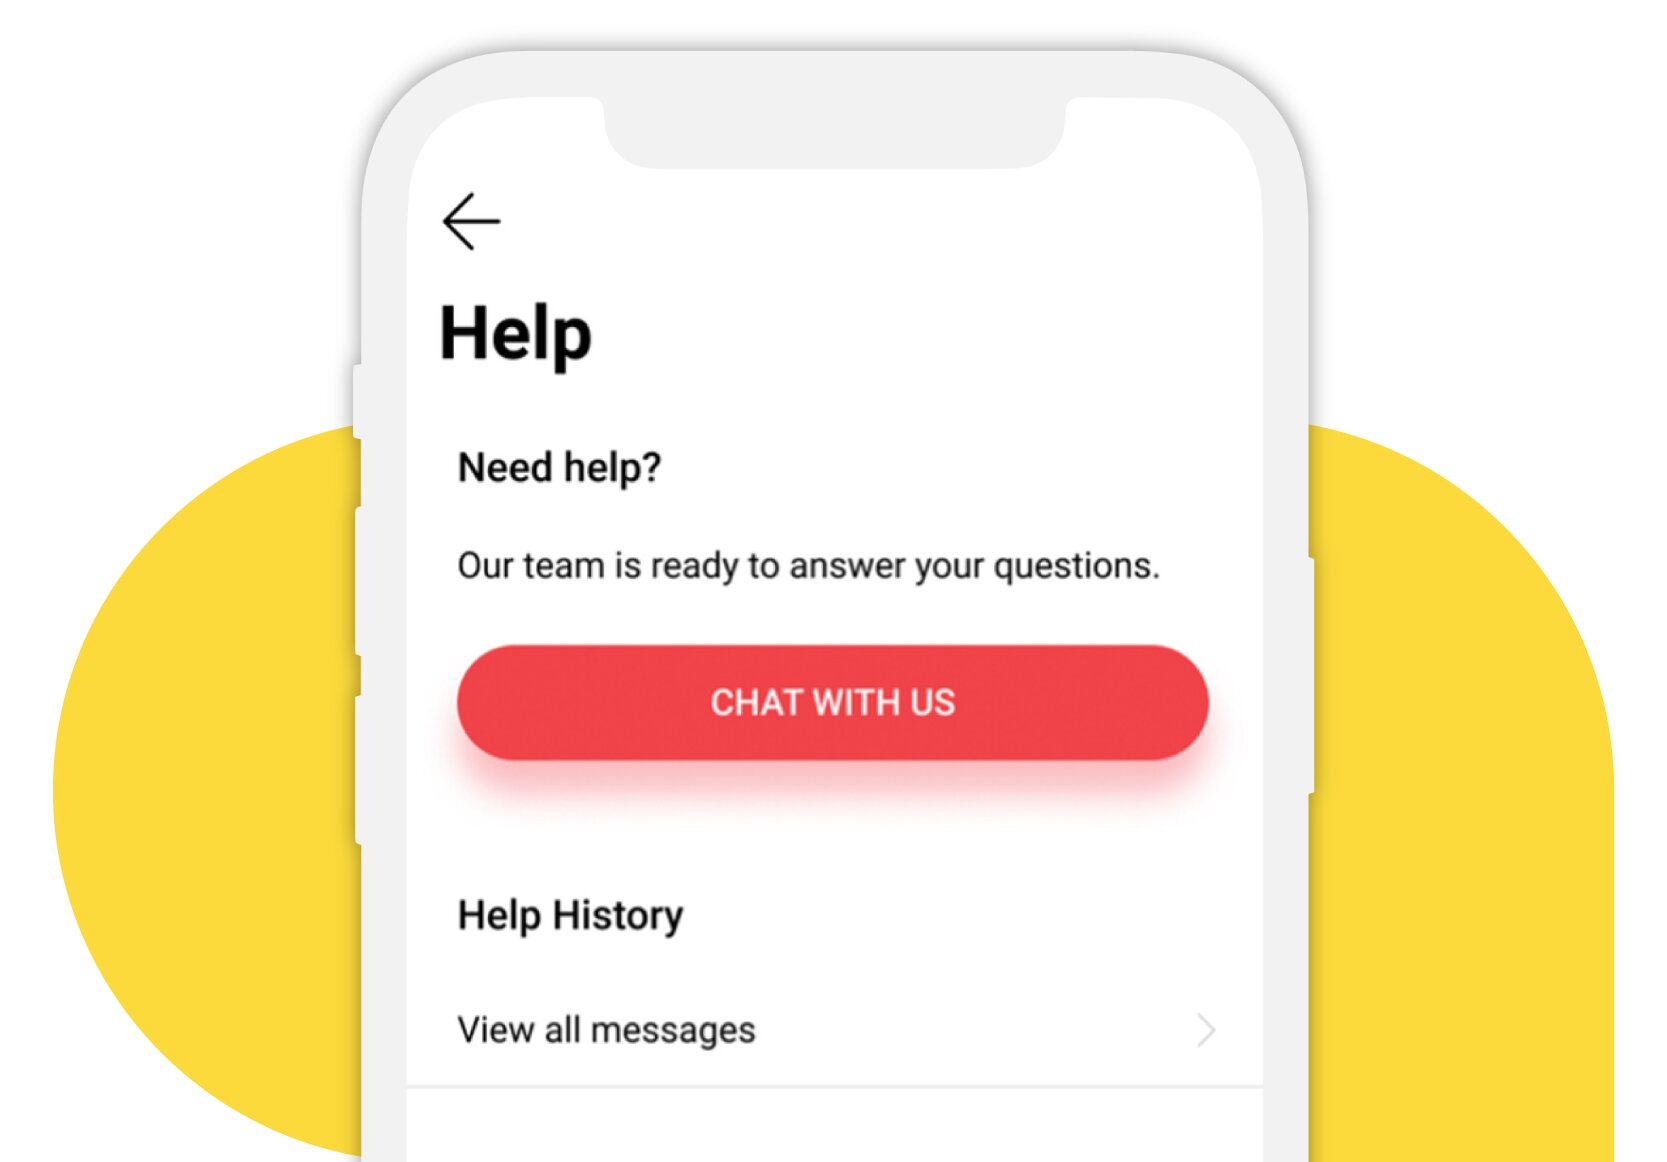 Help
Need help?
Our team is ready to answer your questions.
CHAT WITH US
Help History
View all messages